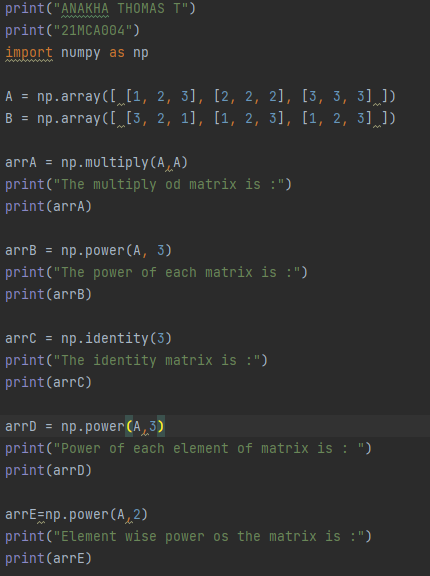 print("ANAKHA THOMAS T")
print("21MCA004")
import numpy as np
A = np.array([ [1, 2, 3], [2, 2, 2], [3, 3, 3] ])
B = np.array([ [3, 2, 1], [1, 2, 3], [1, 2, 3] ])
arrA = np.multiply(A,A)
print("The multiply od matrix is :")
print(arrA)
arrB = np.power(A, 3)
print("The power of each matrix is :")
print(arrB)
arrC = np.identity(3)
print("The identity matrix is :")
print(arrC)
arrD = np.power(A,3)
print("Power of each element of matrix is : ")
print(arrD)
arrE=np.power(A,2)
print("Element wise power os the matrix is :")
print(arrE)